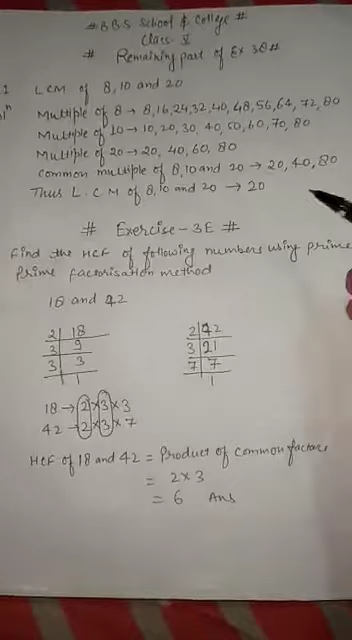 # BBS School & College #
Class-V
# Remaining part of Ex 3D #
1 LCM of 8,10 and 20
Multiple of 8 → 8,16,24,32,40,48,56,64,72,80
Multiple of 10 → 10,20,30,40,50,60,70,80
Multiple of 20 → 20,40,60,80
Common multiple of 8,10 and 20 → 20,40,80
Thus L.C.M of 8,10 and 20 → 20
# Exercise-3E #
Find the HCF of following numbers using prime
prime factorisation method
18 and 42
2 18
3 9
3 3
1
2 42
3 21
7 7
1
18 → 2×3×3
42 → 2×3×7
HCF of 18 and 42 = Product of common factors
= 2×3
= 6 Ans